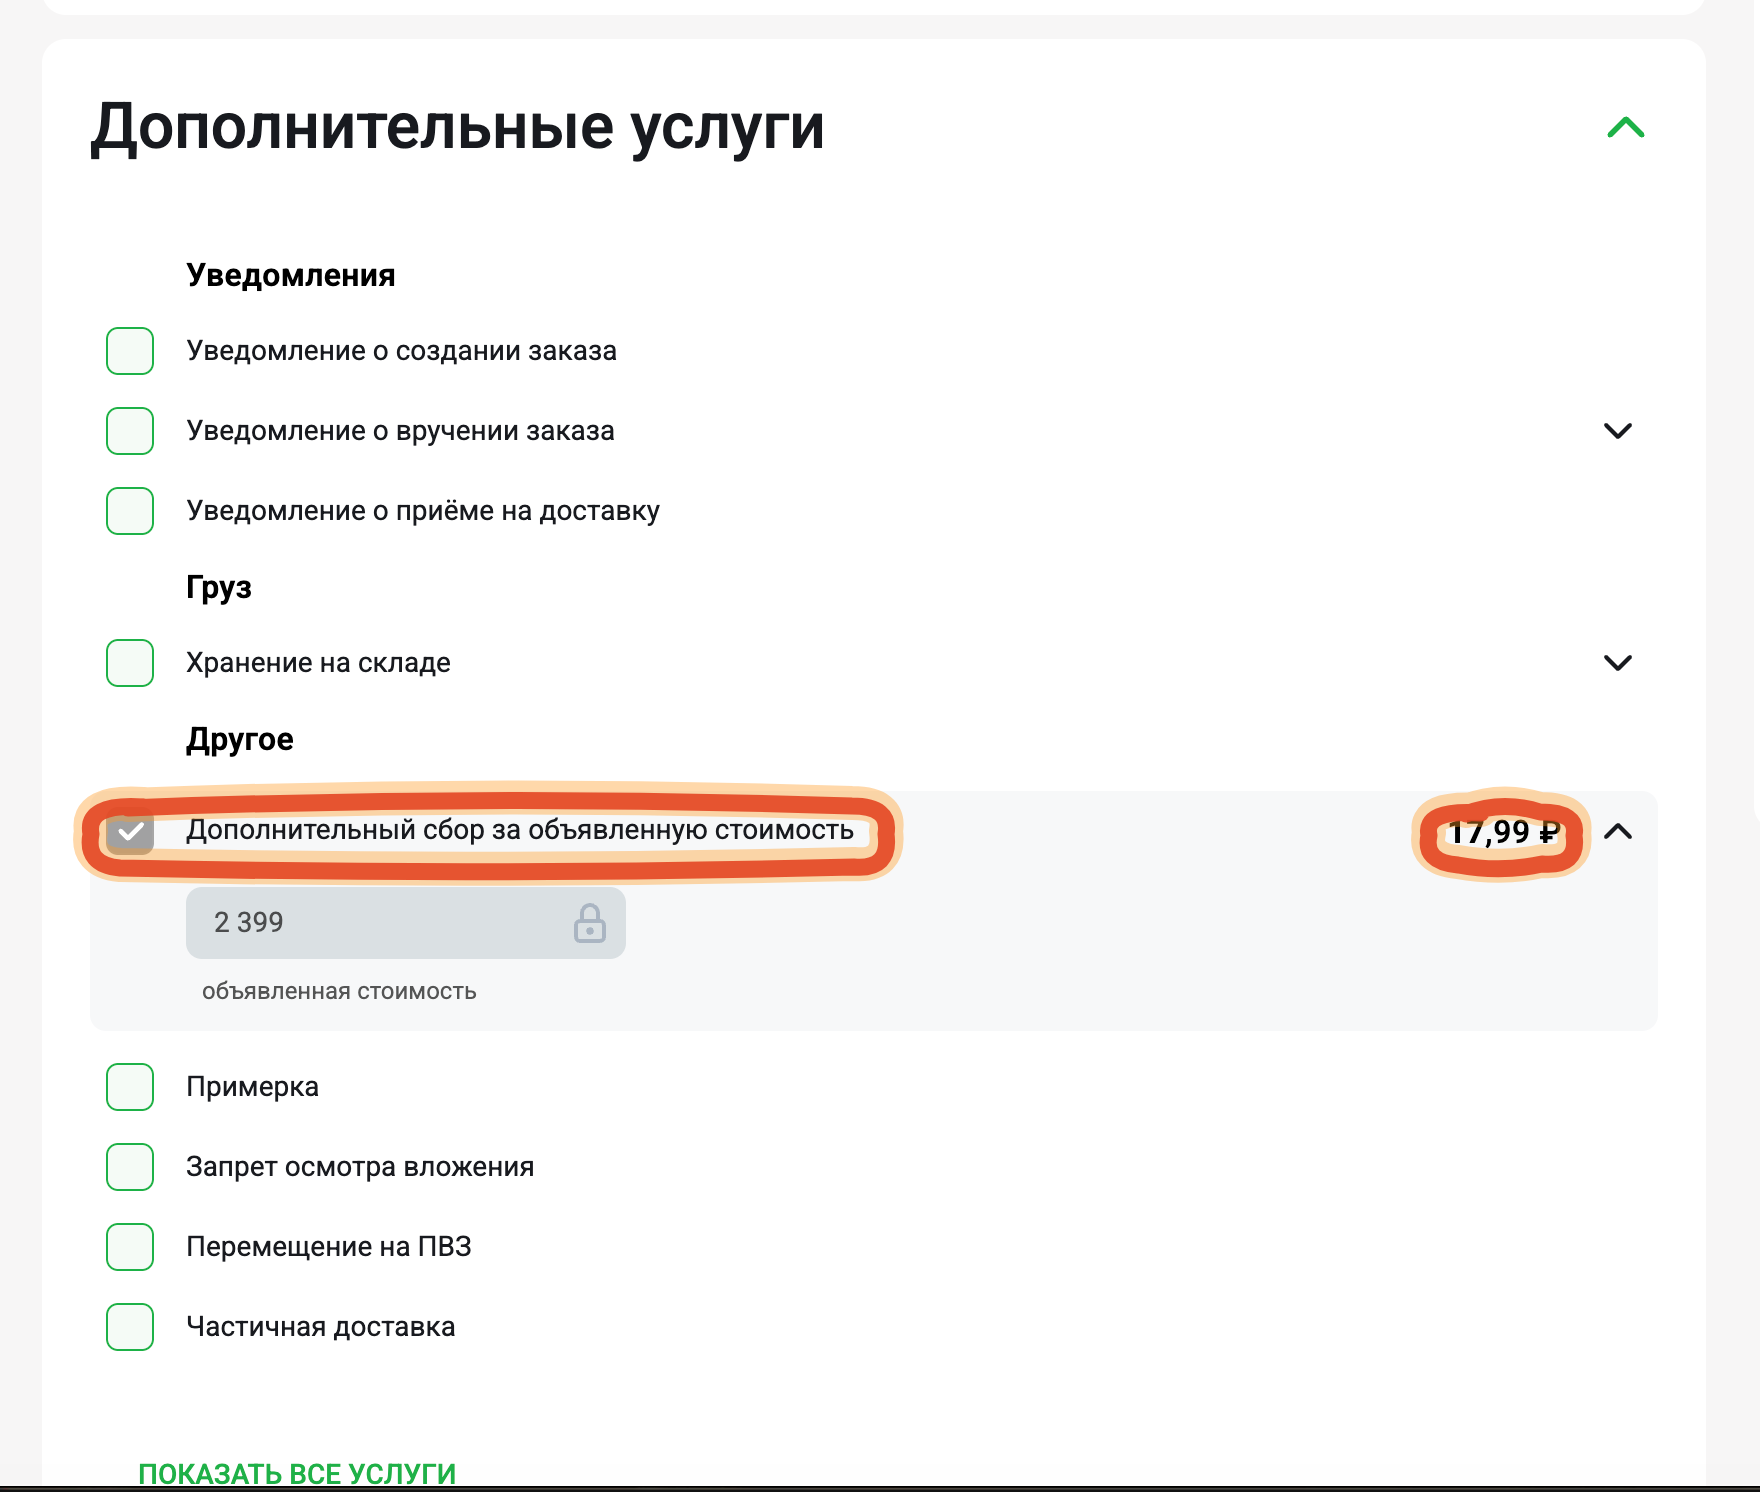 Дополнительные услуги
Уведомления
Уведомление о создании заказа
Уведомление о вручении заказа
Уведомление о приёме на доставку
Груз
Хранение на складе
Другое
Дополнительный сбор за объявленную стоимость 17,99 ₽
2 399
объявленная стоимость
Примерка
Запрет осмотра вложения
Перемещение на ПВЗ
Частичная доставка
ПОКАЗАТЬ ВСЕ УСЛУГИ